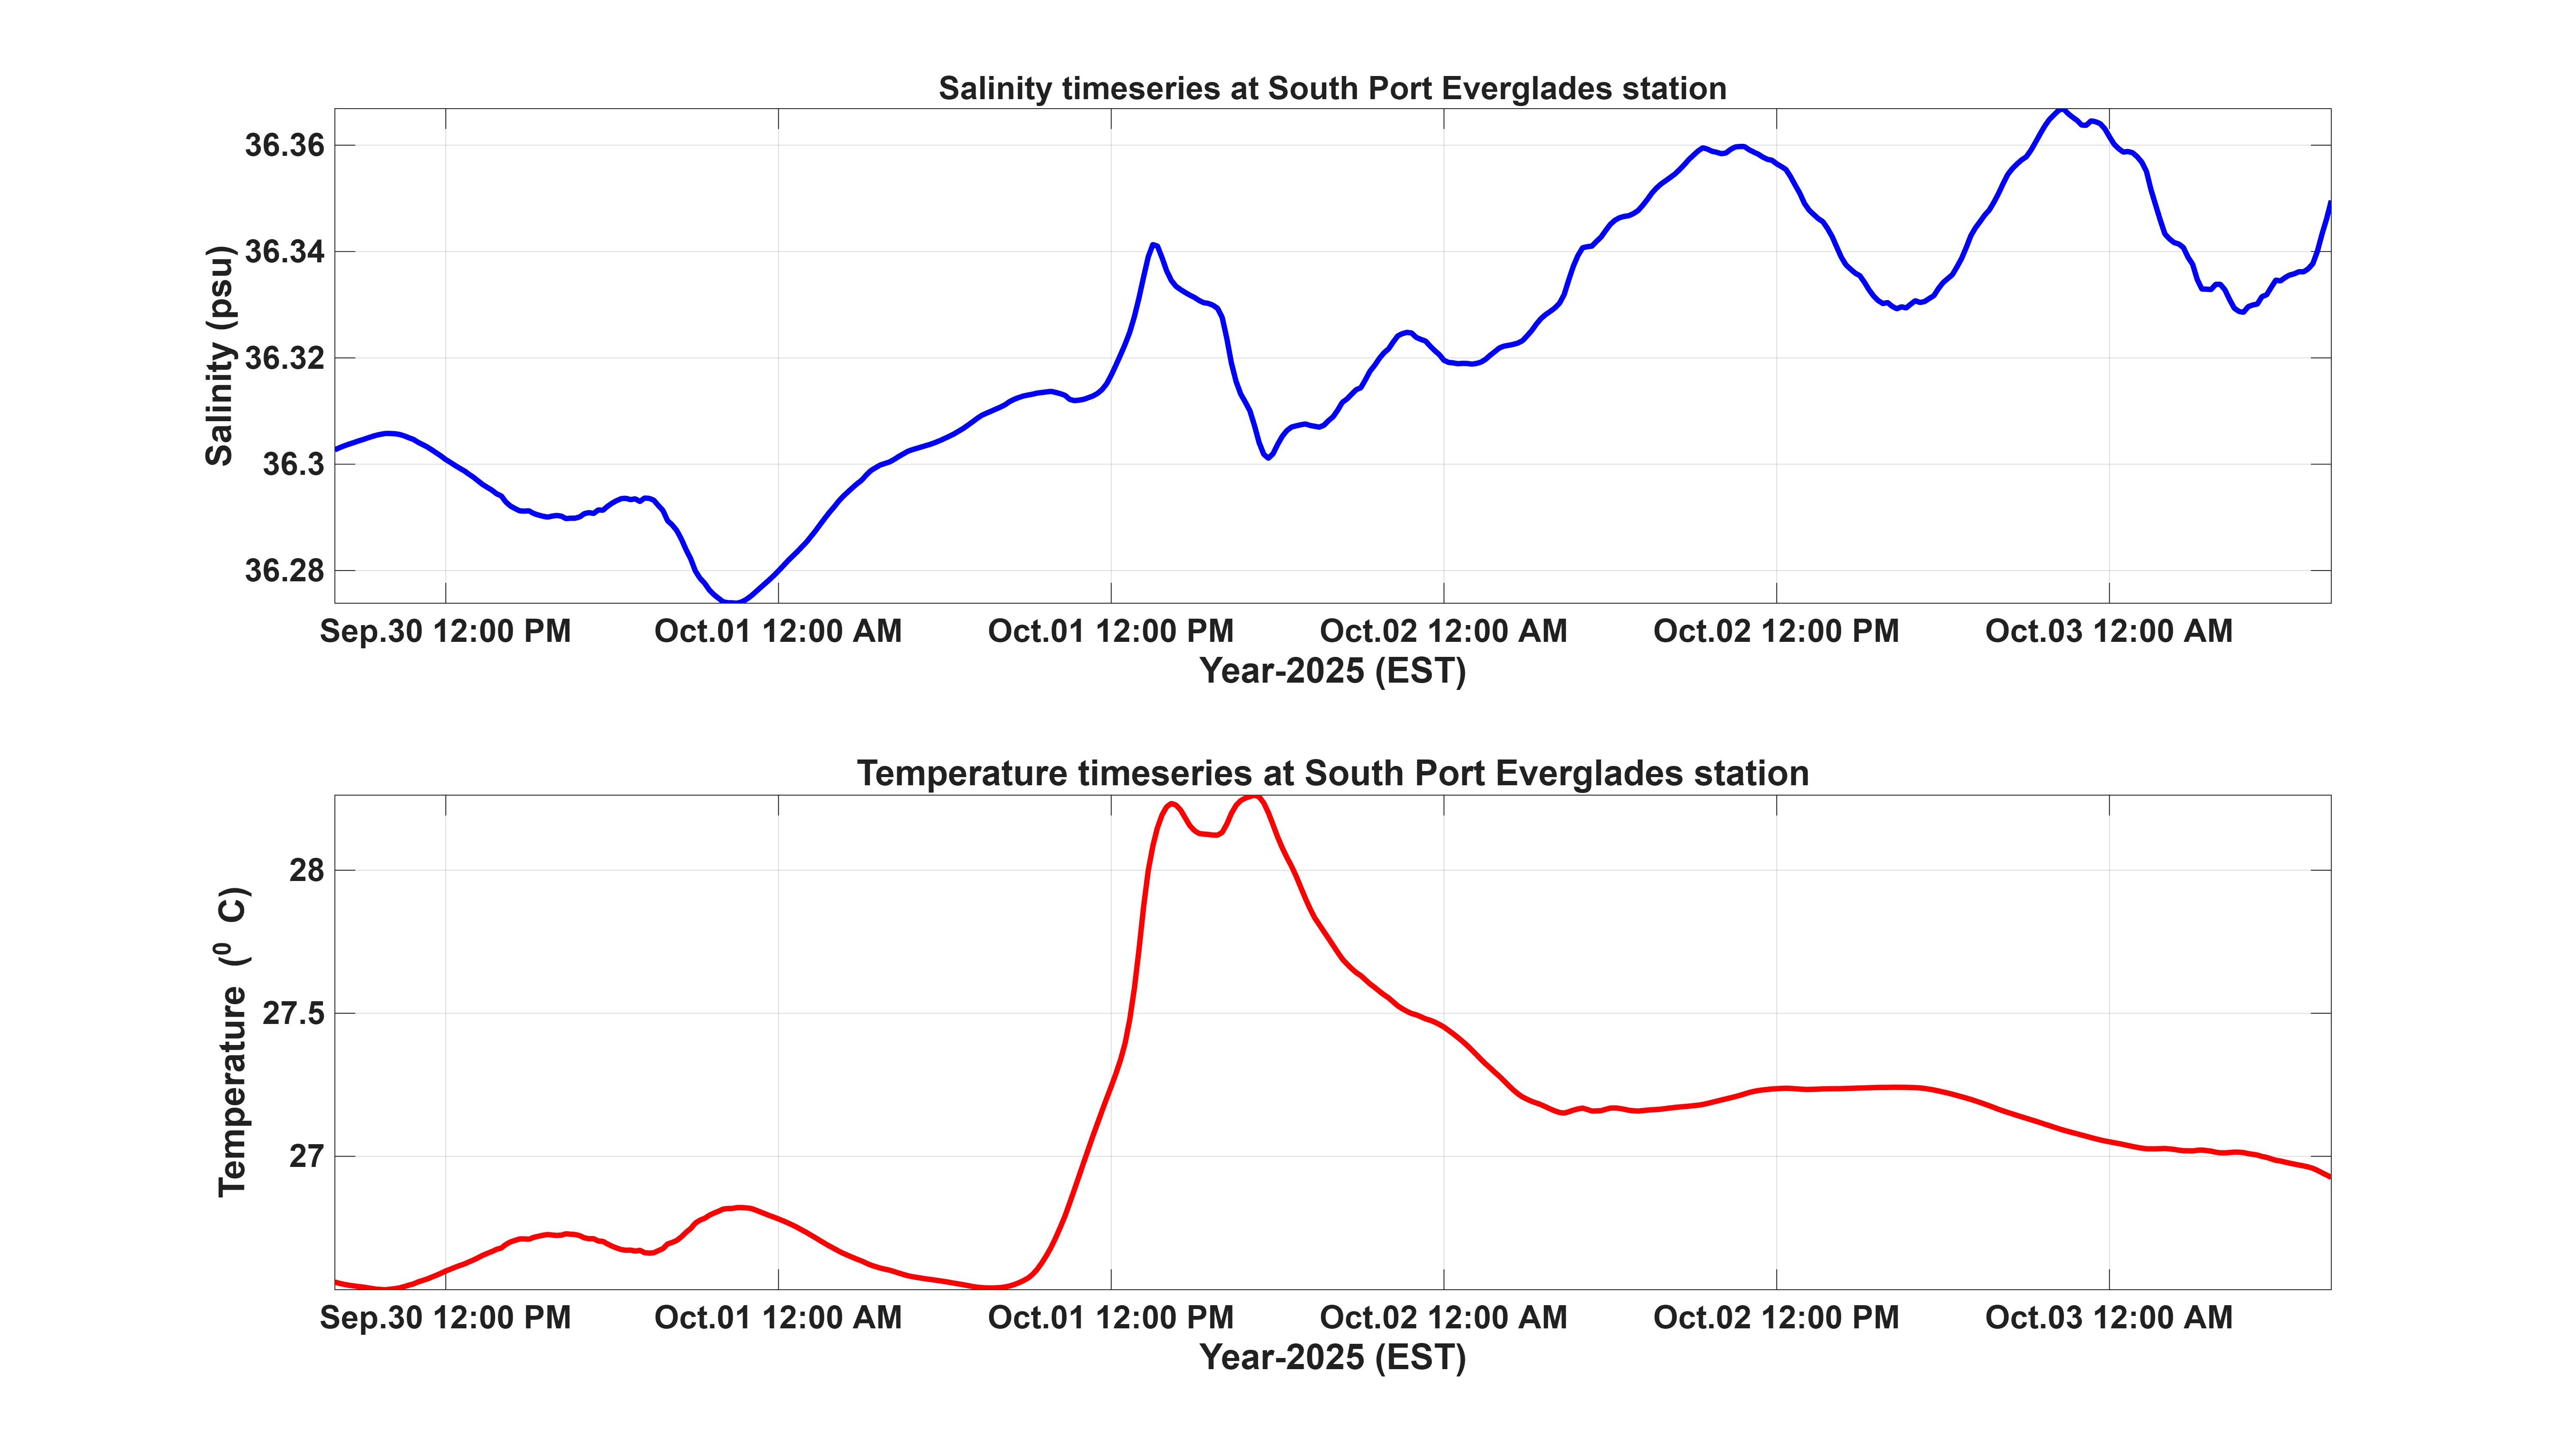 Salinity timeseries at South Port Everglades station
Salinity (psu)
36.36
36.34
36.32
36.3
36.28
Sep.30 12:00 PM Oct.01 12:00 AM Oct.01 12:00 PM Oct.02 12:00 AM Oct.02 12:00 PM Oct.03 12:00 AM
Year-2025 (EST)
Temperature timeseries at South Port Everglades station
Temperature (⁰ C)
28
27.5
27
Sep.30 12:00 PM Oct.01 12:00 AM Oct.01 12:00 PM Oct.02 12:00 AM Oct.02 12:00 PM Oct.03 12:00 AM
Year-2025 (EST)